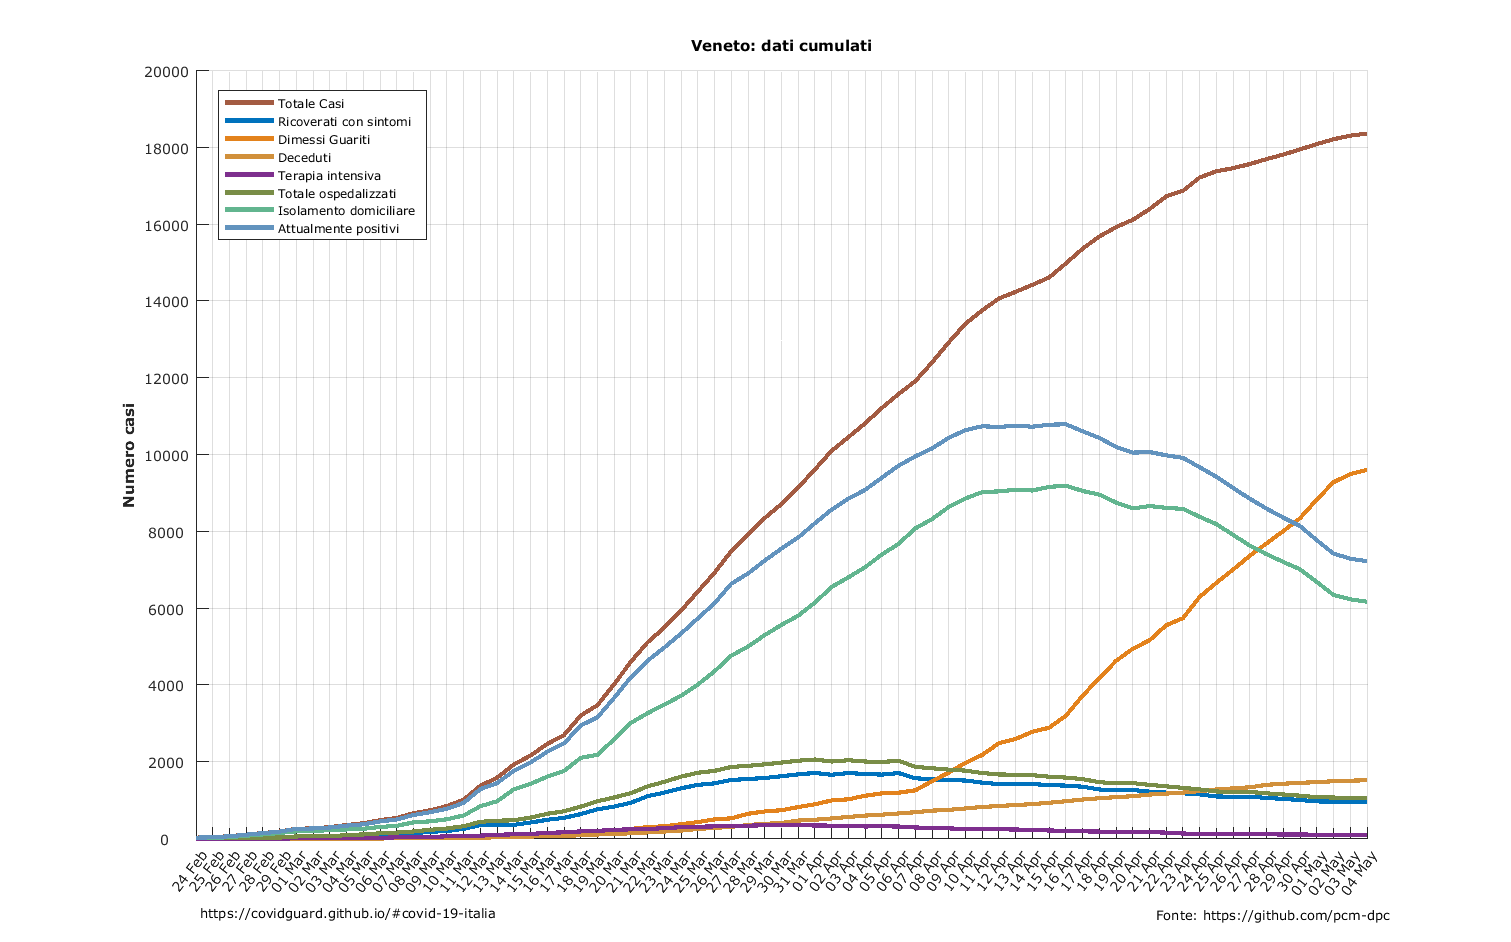 Veneto: dati cumulati
20000
18000
16000
14000
12000
10000
8000
6000
4000
2000
0
Numero casi
Totale Casi
Ricoverati con sintomi
Dimessi Guariti
Deceduti
Terapia intensiva
Totale ospedalizzati
Isolamento domiciliare
Attualmente positivi
24 Feb
25 Feb
26 Feb
27 Feb
28 Feb
29 Feb
01 Mar
02 Mar
03 Mar
04 Mar
05 Mar
06 Mar
07 Mar
08 Mar
09 Mar
10 Mar
11 Mar
12 Mar
13 Mar
14 Mar
15 Mar
16 Mar
17 Mar
18 Mar
19 Mar
20 Mar
21 Mar
22 Mar
23 Mar
24 Mar
25 Mar
26 Mar
27 Mar
28 Mar
29 Mar
30 Mar
31 Mar
01 Apr
02 Apr
03 Apr
04 Apr
05 Apr
06 Apr
07 Apr
08 Apr
09 Apr
10 Apr
11 Apr
12 Apr
13 Apr
14 Apr
15 Apr
16 Apr
17 Apr
18 Apr
19 Apr
20 Apr
21 Apr
22 Apr
23 Apr
24 Apr
25 Apr
26 Apr
27 Apr
28 Apr
29 Apr
30 Apr
01 May
02 May
03 May
04 May
https://covidguard.github.io/#covid-19-italia
Fonte: https://github.com/pcm-dpc